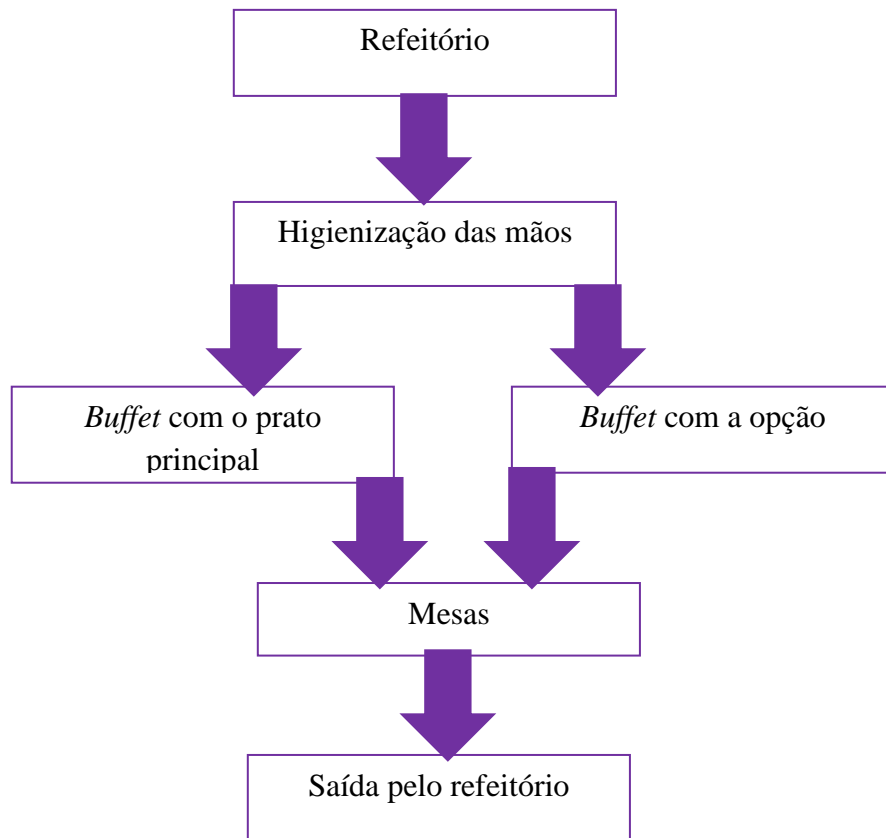 Refeitório
Higienização das mãos
Buffet com o prato
principal
Buffet com a opção
Mesas
Saída pelo refeitório